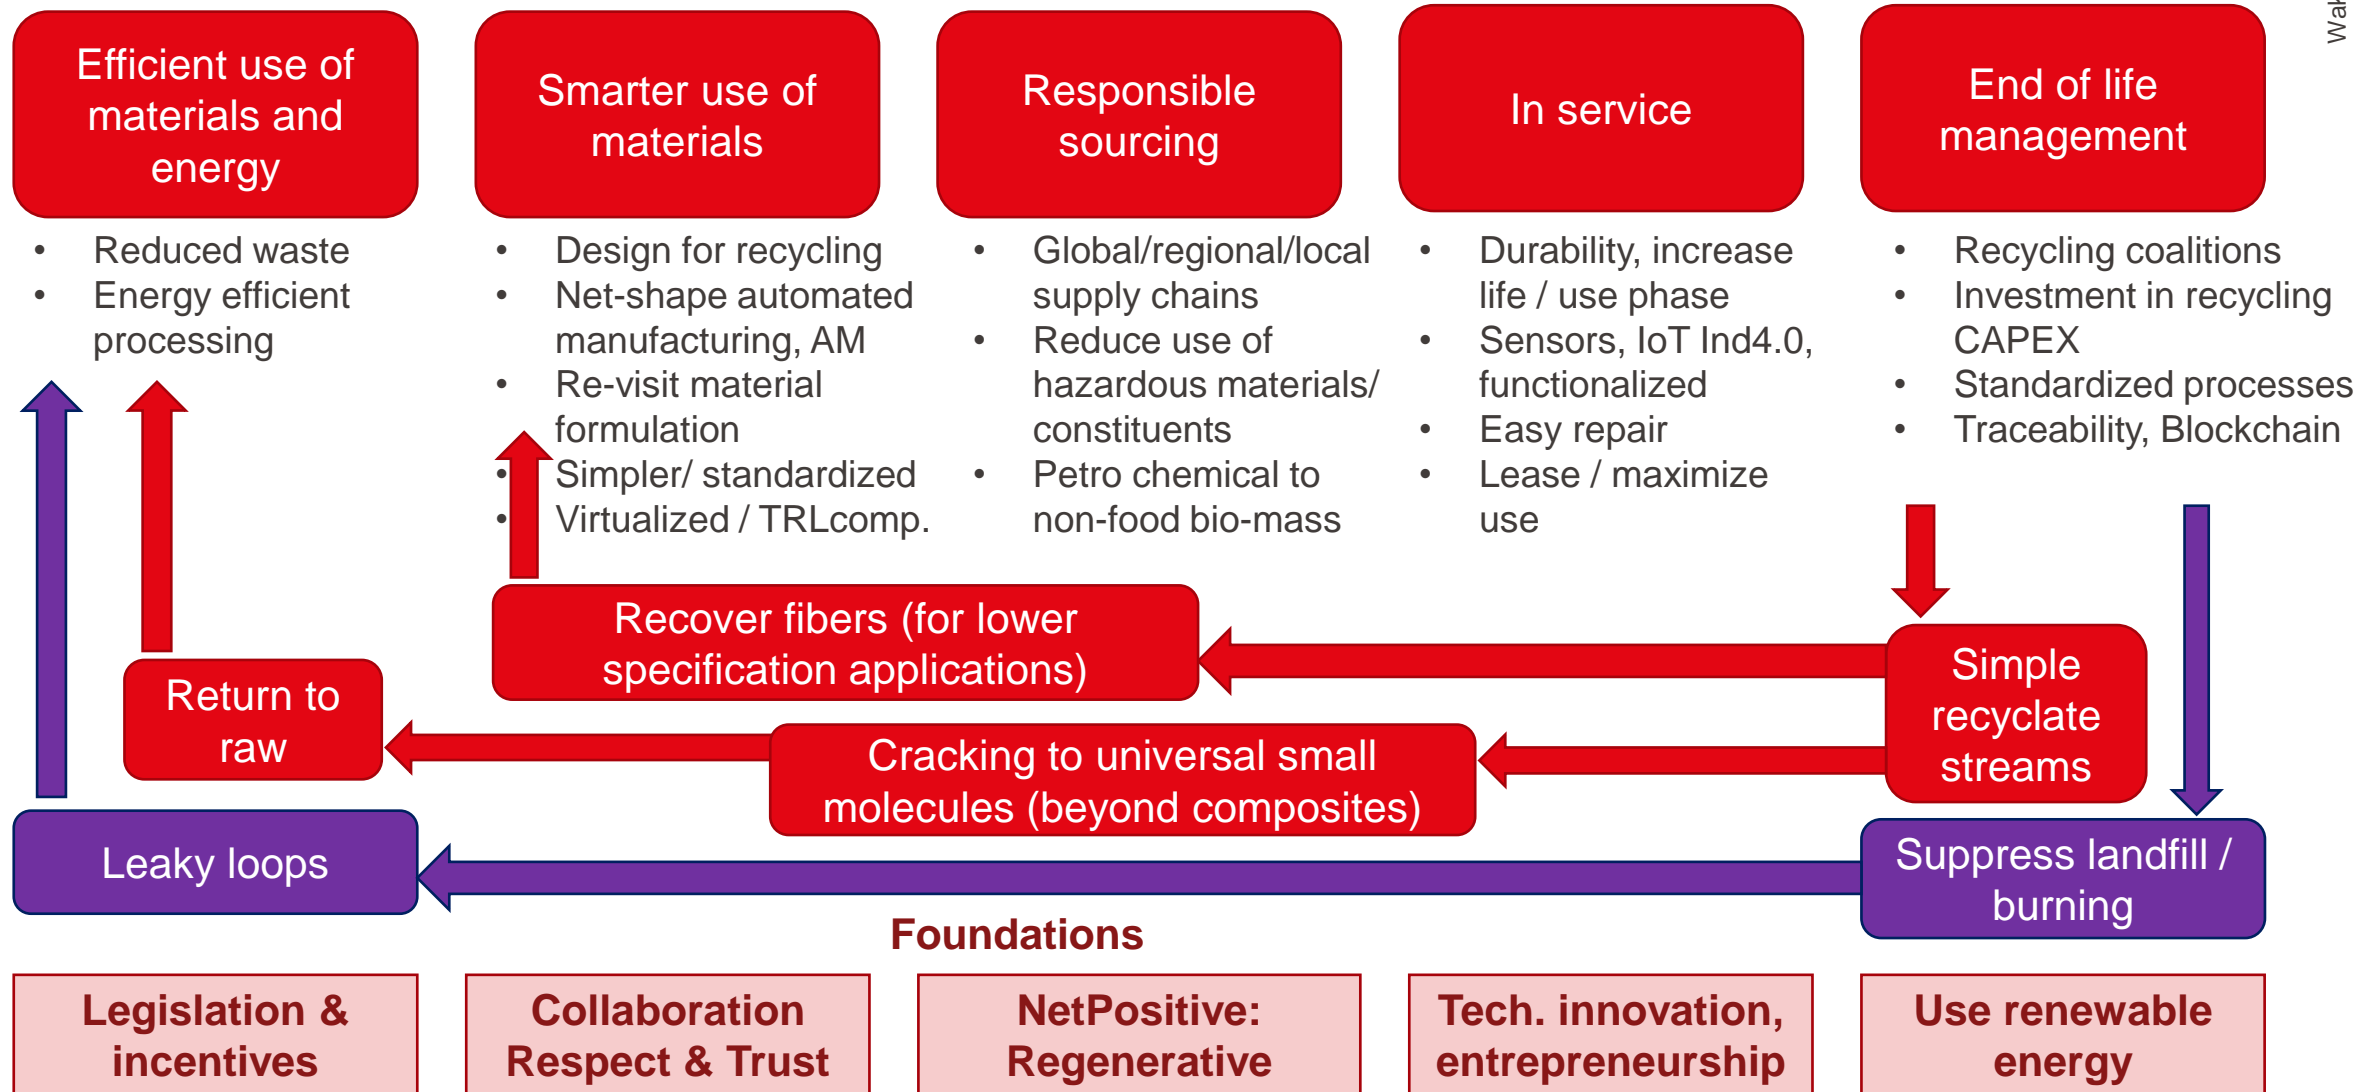 Efficient use of
materials and
energy
Smarter use of
materials
Responsible
sourcing
In service
End of life
management
• Reduced waste
• Energy efficient
processing
• Design for recycling
• Net-shape automated
manufacturing, AM
• Re-visit material
formulation
• Simpler/ standardized
• Virtualized / TRLcomp.
• Global/regional/local
supply chains
• Reduce use of
hazardous materials/
constituents
• Petro chemical to
non-food bio-mass
• Durability, increase
life / use phase
• Sensors, IoT Ind4.0,
functionalized
• Easy repair
• Lease / maximize
use
• Recycling coalitions
• Investment in recycling
CAPEX
• Standardized processes
• Traceability, Blockchain
Recover fibers (for lower
specification applications)
Simple
recyclate
streams
Return to
raw
Cracking to universal small
molecules (beyond composites)
Leaky loops
Suppress landfill /
burning
Foundations
Legislation &
incentives
Collaboration
Respect & Trust
NetPositive:
Regenerative
Tech. innovation,
entrepreneurship
Use renewable
energy